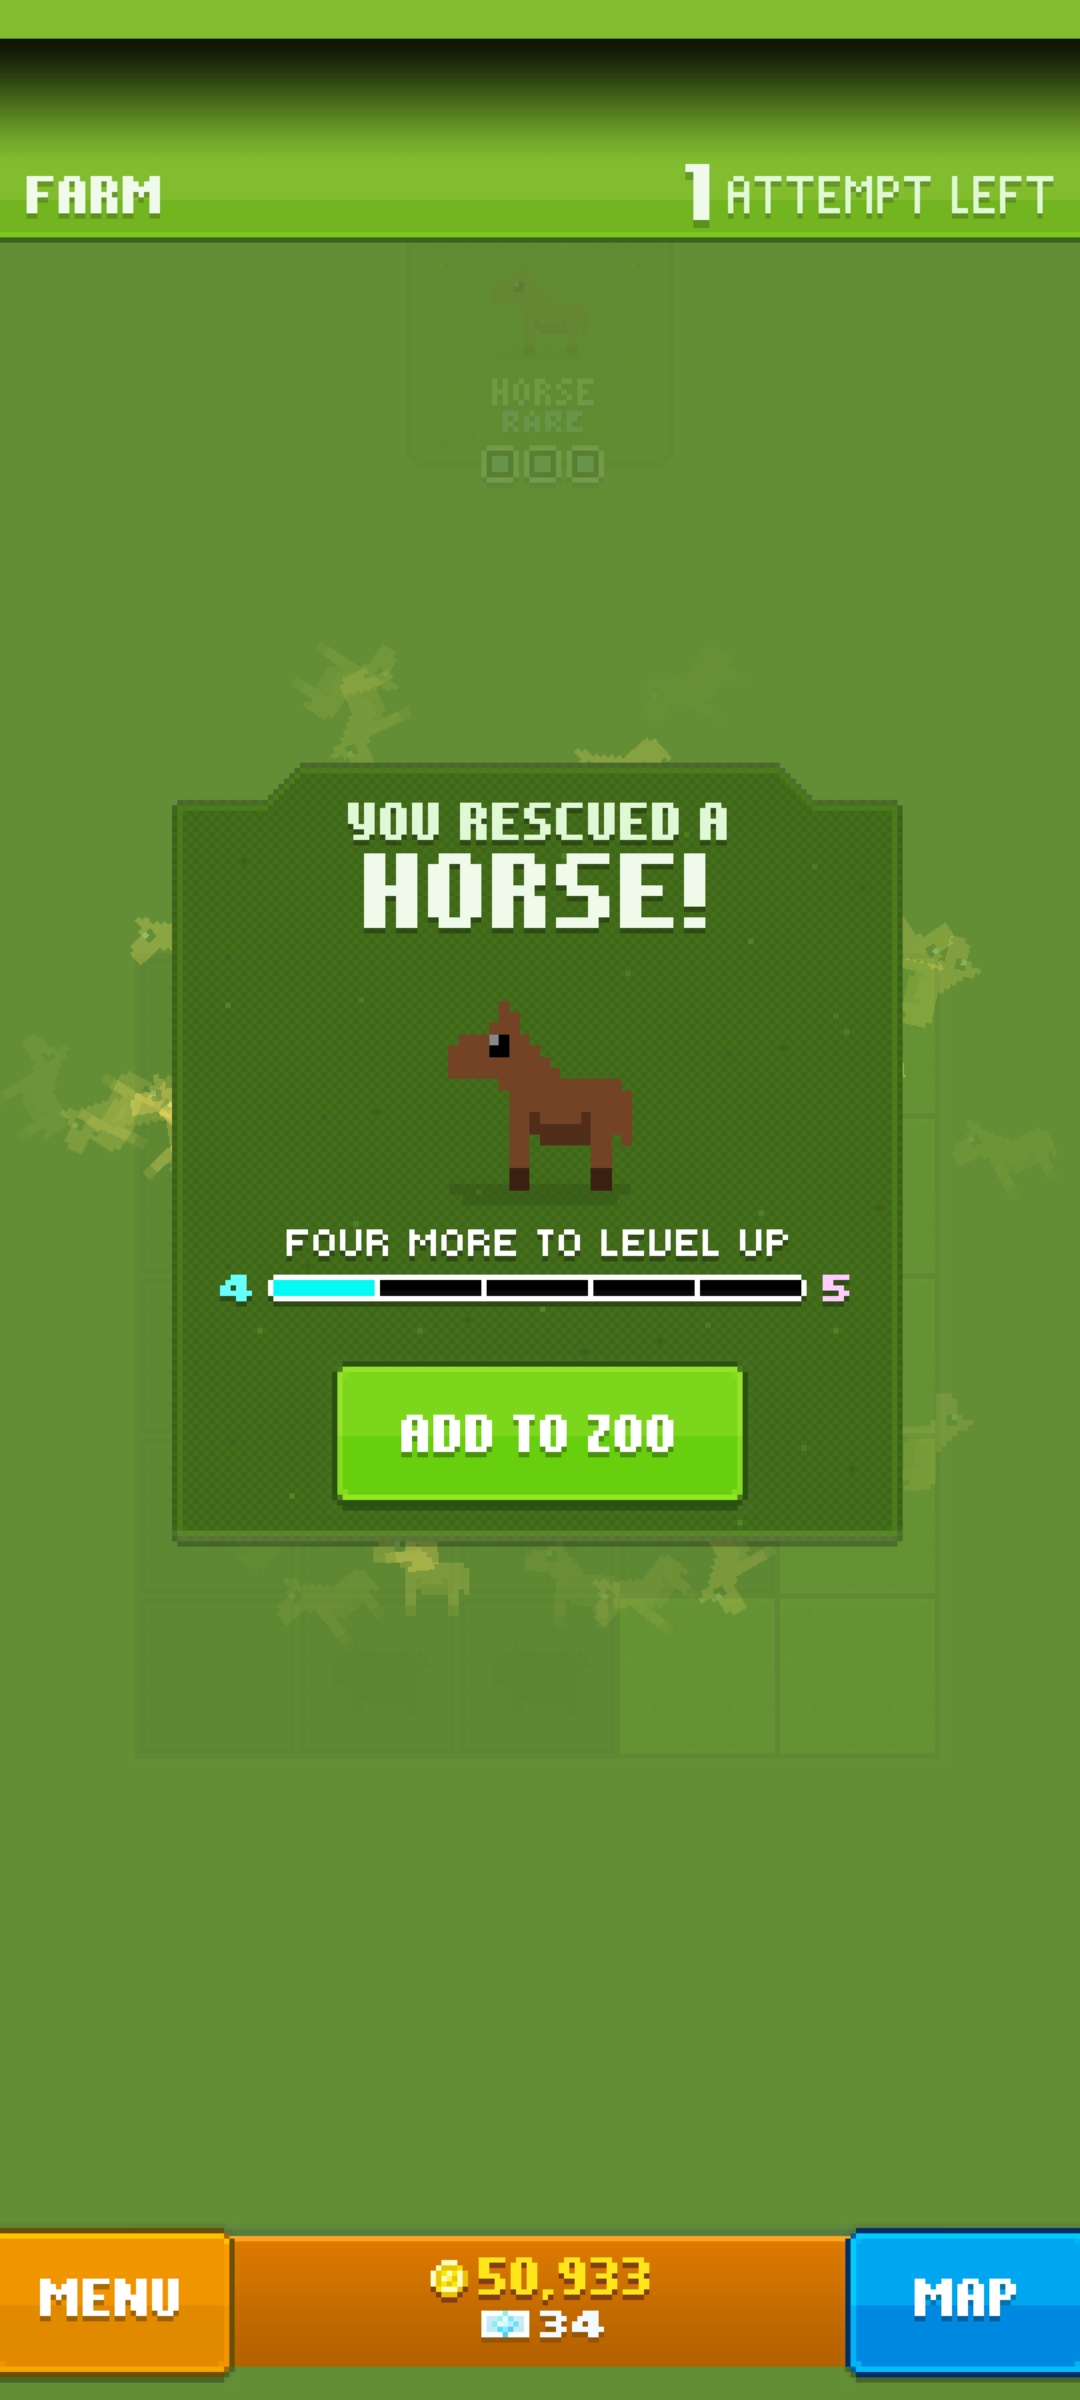 FARM
1 ATTEMPT LEFT
HORSE
RARE
YOU RESCUED A
HORSE!
FOUR MORE TO LEVEL UP
4 5
ADD TO ZOO
MENU
50,933
34
MAP